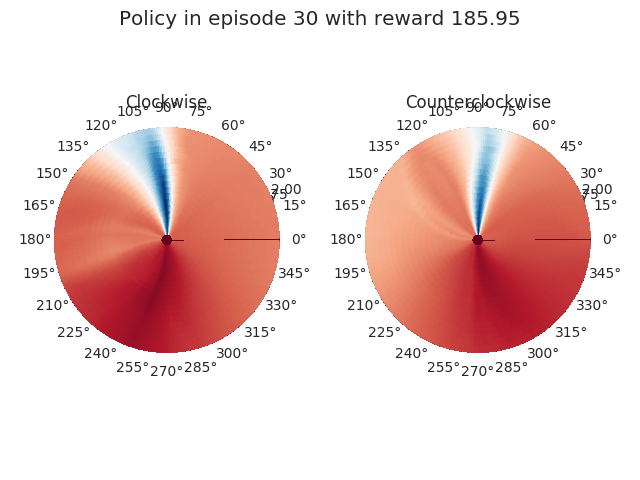 Policy in episode 30 with reward 185.95
Clockwise Counterclockwise
105° 90° 75° 105° 90° 75°
120° 60° 120° 60°
135° 45° 135° 45°
150° 30° 150° 30°
2.00 2.00
75 75
165° 15° 165° 15°
180° 0° 180° 0°
195° 345° 195° 345°
210° 330° 210° 330°
225° 315° 225° 315°
240° 300° 240° 300°
255° 270° 285° 255° 270° 285°